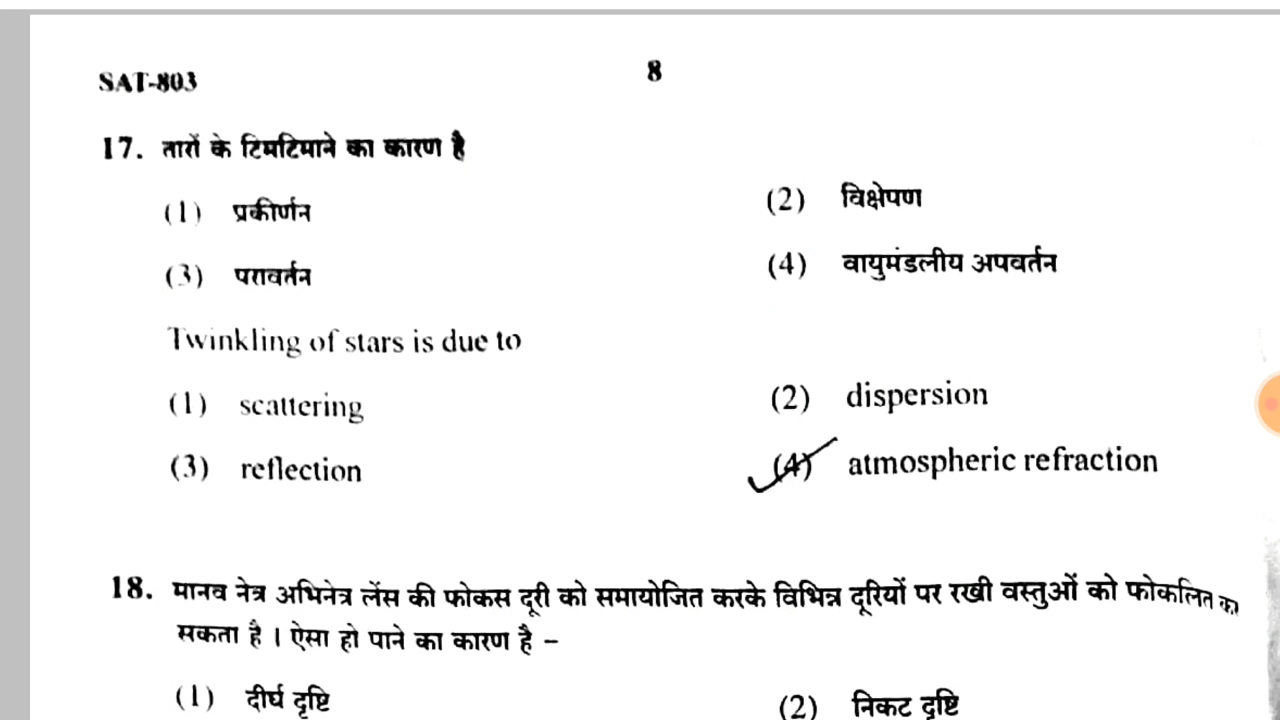 SAT-803
8
17. तारों के टिमटिमाने का कारण है
(1) प्रकीर्णन
(2) विक्षेपण
(3) परावर्तन
(4) वायुमंडलीय अपवर्तन
Twinkling of stars is due to
(1) scattering
(2) dispersion
(3) reflection
(4) atmospheric refraction
18. मानव नेत्र अभिनेत्र लेंस की फोकस दूरी को समायोजित करके विभिन्न दूरियों पर रखी वस्तुओं को फोकसित कर
सकता है । ऐसा हो पाने का कारण है –
(1) दीर्घ दृष्टि
(2) निकट दृष्टि